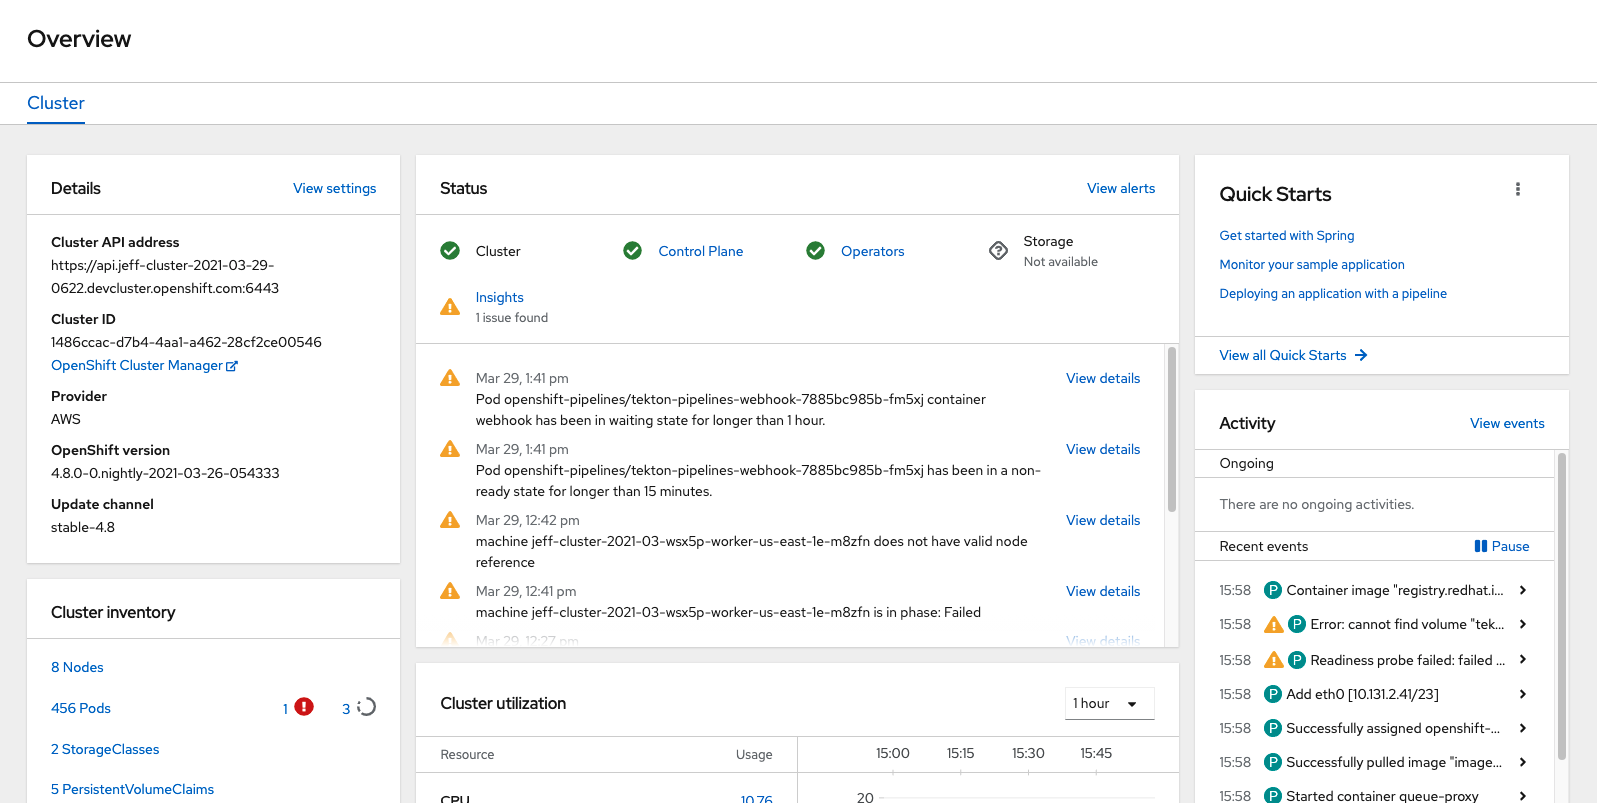 Overview
Cluster
Details
View settings
Cluster API address
https://api.jeff-cluster-2021-03-29-
0622.devcluster.openshift.com:6443
Cluster ID
1486ccac-d7b4-4aa1-a462-28cf2ce00546
OpenShift Cluster Manager
Provider
AWS
OpenShift version
4.8.0-0.nightly-2021-03-26-054333
Update channel
stable-4.8
Cluster inventory
8 Nodes
456 Pods
1
3
2 StorageClasses
5 PersistentVolumeClaims
Status
View alerts
Cluster
Control Plane
Operators
Storage
Not available
Insights
1 issue found
Mar 29, 1:41 pm
View details
Pod openshift-pipelines/tekton-pipelines-webhook-7885bc985b-fm5xj container
webhook has been in waiting state for longer than 1 hour.
Mar 29, 1:41 pm
View details
Pod openshift-pipelines/tekton-pipelines-webhook-7885bc985b-fm5xj has been in a non-
ready state for longer than 15 minutes.
Mar 29, 12:42 pm
View details
machine jeff-cluster-2021-03-wsx5p-worker-us-east-1e-m8zfn does not have valid node
reference
Mar 29, 12:41 pm
View details
machine jeff-cluster-2021-03-wsx5p-worker-us-east-1e-m8zfn is in phase: Failed
Mar 29, 12:27 pm
View details
Cluster utilization
1 hour
Resource
Usage
15:00
15:15
15:30
15:45
CPU
10.76
20
Quick Starts
Get started with Spring
Monitor your sample application
Deploying an application with a pipeline
View all Quick Starts
Activity
View events
Ongoing
There are no ongoing activities.
Recent events
Pause
15:58 P Container image "registry.redhat.i...
15:58 P Error: cannot find volume "tek...
15:58 P Readiness probe failed: failed ...
15:58 P Add eth0 [10.131.2.41/23]
15:58 P Successfully assigned openshift-...
15:58 P Successfully pulled image "image...
15:58 P Started container queue-proxy